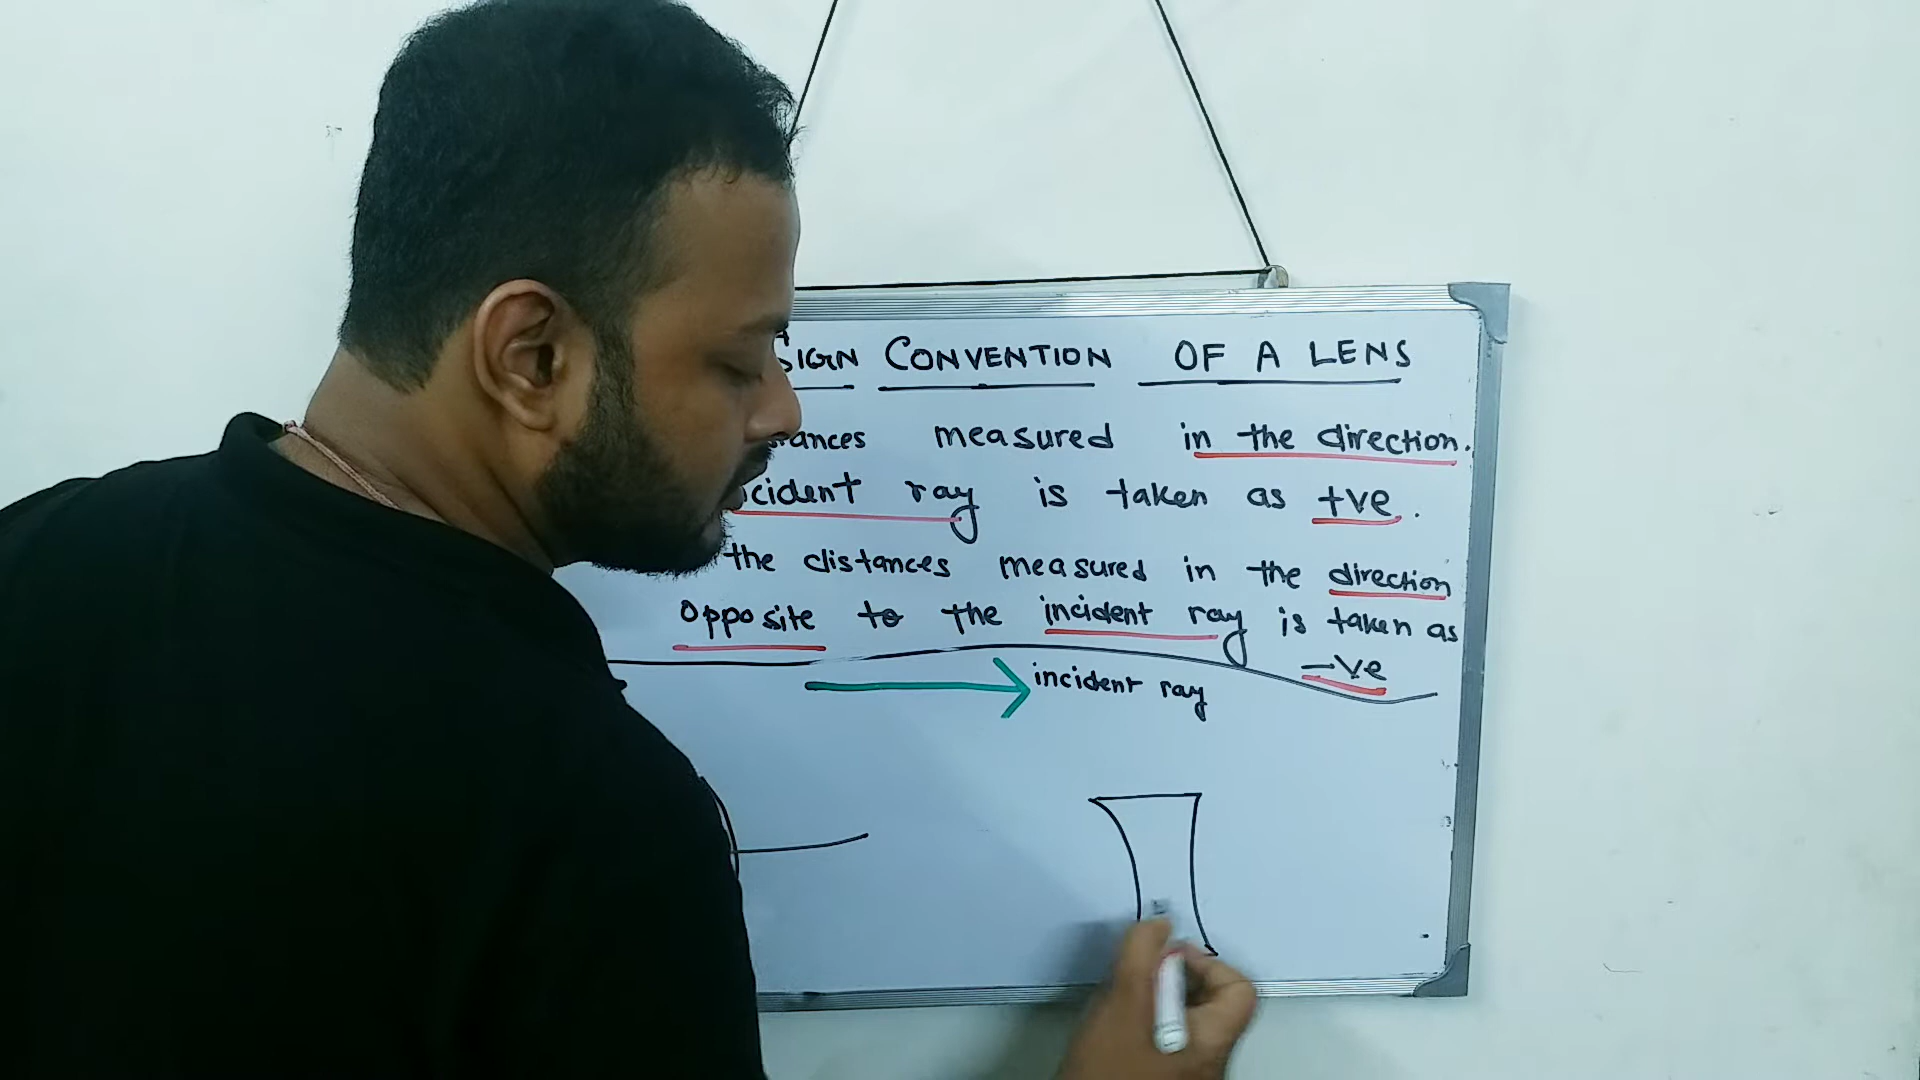 SIGN CONVENTION OF A LENS
measured in the direction.
ray is taken as +ve.
the distances measured in the direction
opposite to the incident ray is taken as
-ve
incident ray